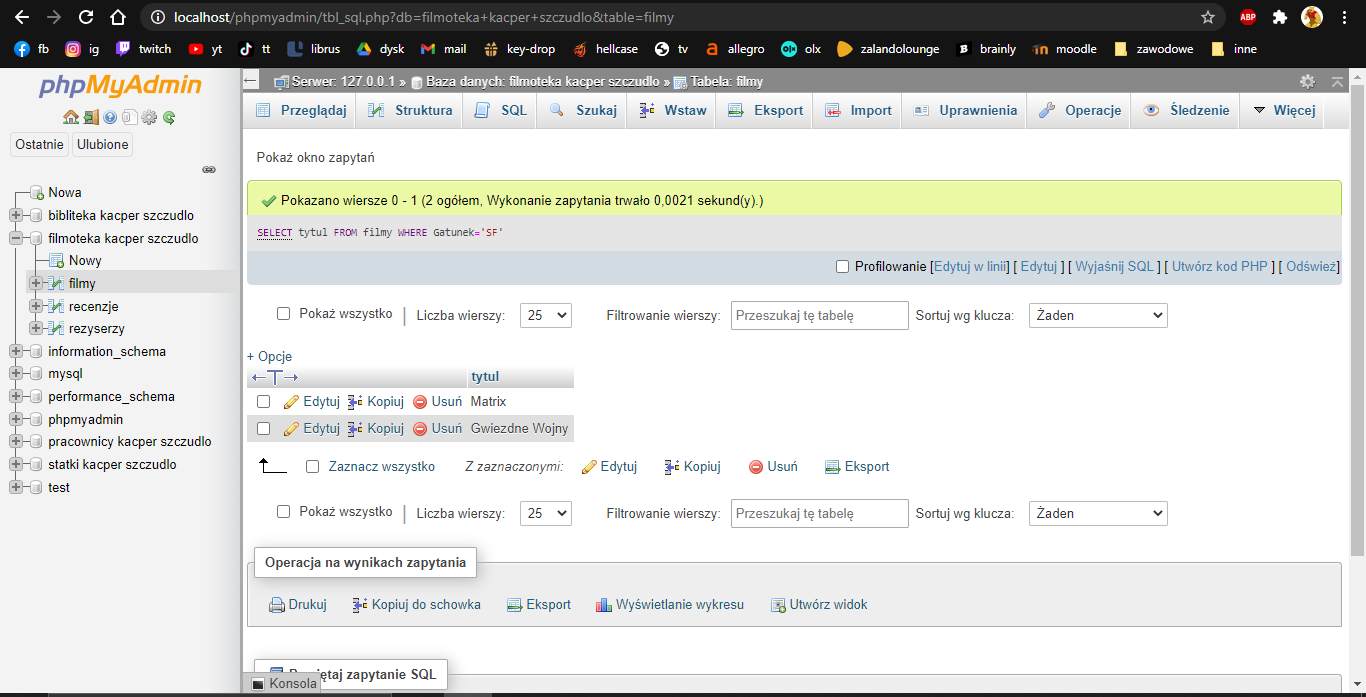 localhost/phpmyadmin/tbl_sql.php?db=filmoteka+kacper+szczudlo&table=filmy
ABP
fb ig twitch yt tt librus dysk mail key-drop hellcase tv allegro olx zalandolounge brainly moodle zawodowe inne
phpMyAdmin
Ostatnie Ulubione
Nowa
bibliteka kacper szczudlo
filmoteka kacper szczudlo
Nowy
filmy
recenzje
rezyserzy
information_schema
mysql
performance_schema
phpmyadmin
pracownicy kacper szczudlo
statki kacper szczudlo
test
Serwer: 127.0.0.1 » Baza danych: filmoteka kacper szczudlo » Tabela: filmy
Przeglądaj Struktura SQL Szukaj Wstaw Eksport Import Uprawnienia Operacje Śledzenie Więcej
Pokaż okno zapytań
Pokazano wiersze 0 - 1 (2 ogółem, Wykonanie zapytania trwało 0,0021 sekund(y).)
SELECT tytul FROM filmy WHERE Gatunek='SF'
Profilowanie [Edytuj w linii] [ Edytuj ] [ Wyjaśnij SQL ] [ Utwórz kod PHP ] [ Odśwież]
Pokaż wszystko | Liczba wierszy: 25 Filtrowanie wierszy: Przeszukaj tę tabelę Sortuj wg klucza: Żaden
+ Opcje
←T→ tytul
Edytuj Kopiuj Usuń Matrix
Edytuj Kopiuj Usuń Gwiezdne Wojny
Zaznacz wszystko Z zaznaczonymi: Edytuj Kopiuj Usuń Eksport
Pokaż wszystko | Liczba wierszy: 25 Filtrowanie wierszy: Przeszukaj tę tabelę Sortuj wg klucza: Żaden
Operacja na wynikach zapytania
Drukuj Kopiuj do schowka Eksport Wyświetlanie wykresu Utwórz widok
zapytanie SQL
Konsola